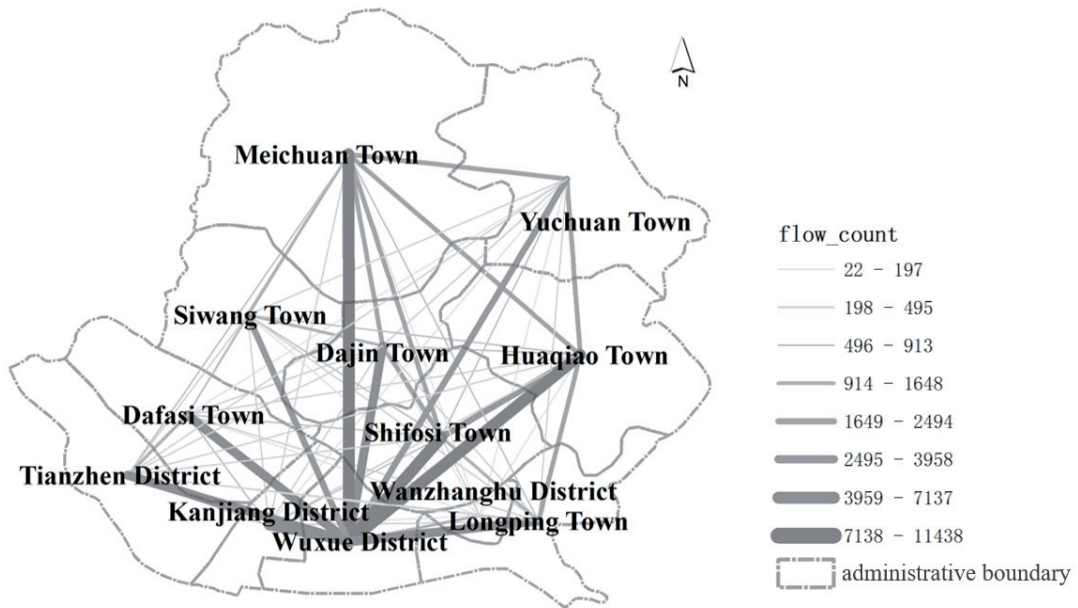 N
Meichuan Town
Yuchuan Town
Siwang Town
Dajin Town
Huaqiao Town
Dafasi Town
Shifosi Town
Tianzhen District
Wanzhanghu District
Kanjiang District
Longping Town
Wuxue District
flow_count
22 - 197
198 - 495
496 - 913
914 - 1648
1649 - 2494
2495 - 3958
3959 - 7137
7138 - 11438
administrative boundary